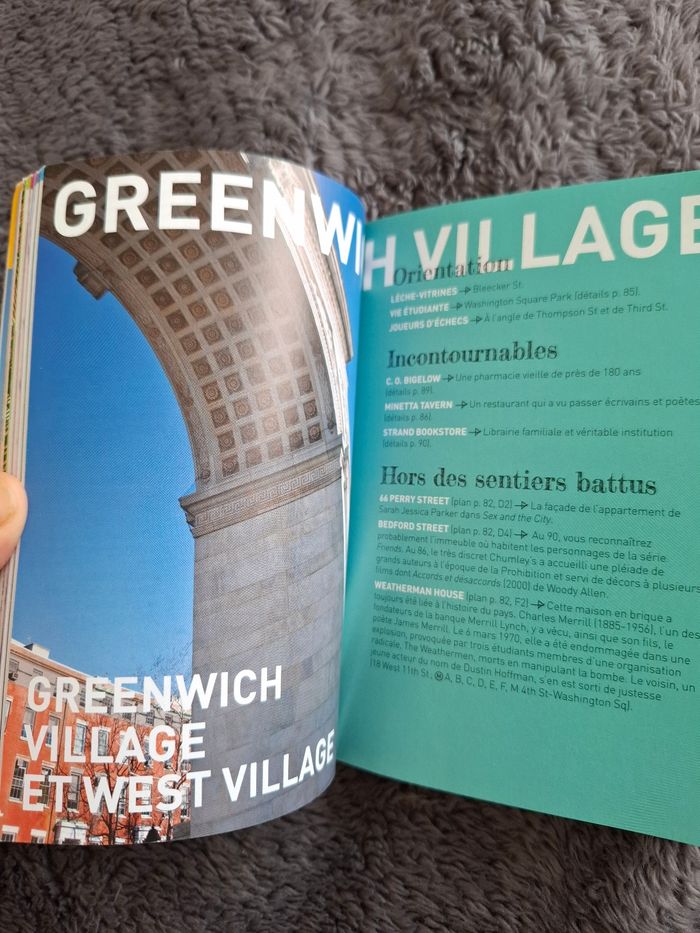 GREENWICH VILLAGE
GREENWICH
VILLAGE
ET WEST VILLAGE
Orientation
LÈCHE-VITRINES → Bleecker St.
VIE ÉTUDIANTE → Washington Square Park (détails p. 85).
JOUEURS D'ÉCHECS → À l'angle de Thompson St et de Third St.
Incontournables
C. O. BIGELOW → Une pharmacie vieille de près de 180 ans
(détails p. 89).
MINETTA TAVERN → Un restaurant qui a vu passer écrivains et poètes
(détails p. 86).
STRAND BOOKSTORE → Librairie familiale et véritable institution
(détails p. 90).
Hors des sentiers battus
66 PERRY STREET (plan p. 82, D2) → La façade de l'appartement de
Sarah Jessica Parker dans Sex and the City.
BEDFORD STREET (plan p. 82, D4) → Au 90, vous reconnaîtrez
probablement l'immeuble où habitent les personnages de la série
Friends. Au 86, le très discret Chumley's a accueilli une pléiade de
grands auteurs à l'époque de la Prohibition et servi de décors à plusieurs
films dont Accords et désaccords (2000) de Woody Allen.
WEATHERMAN HOUSE (plan p. 82, F2) → Cette maison en brique a
toujours été liée à l'histoire du pays. Charles Merrill (1885-1956), l'un des
fondateurs de la banque Merrill Lynch, y a vécu, ainsi que son fils, le
poète James Merrill. Le 6 mars 1970, elle a été endommagée dans une
explosion, provoquée par trois étudiants membres d'une organisation
radicale, The Weathermen, morts en manipulant la bombe. Le voisin, un
jeune acteur du nom de Dustin Hoffman, s'en est sorti de justesse
(18 West 11th St., Ⓜ A, B, C, D, E, F, M 4th St-Washington Sq).